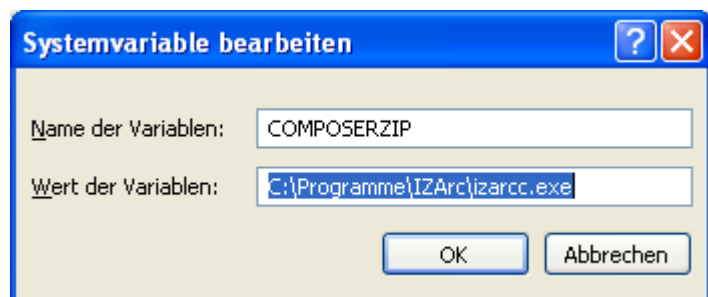 Systemvariable bearbeiten
Name der Variablen: COMPOSERZIP
Wert der Variablen: C:\Programme\IZArc\izarcc.exe
OK Abbrechen